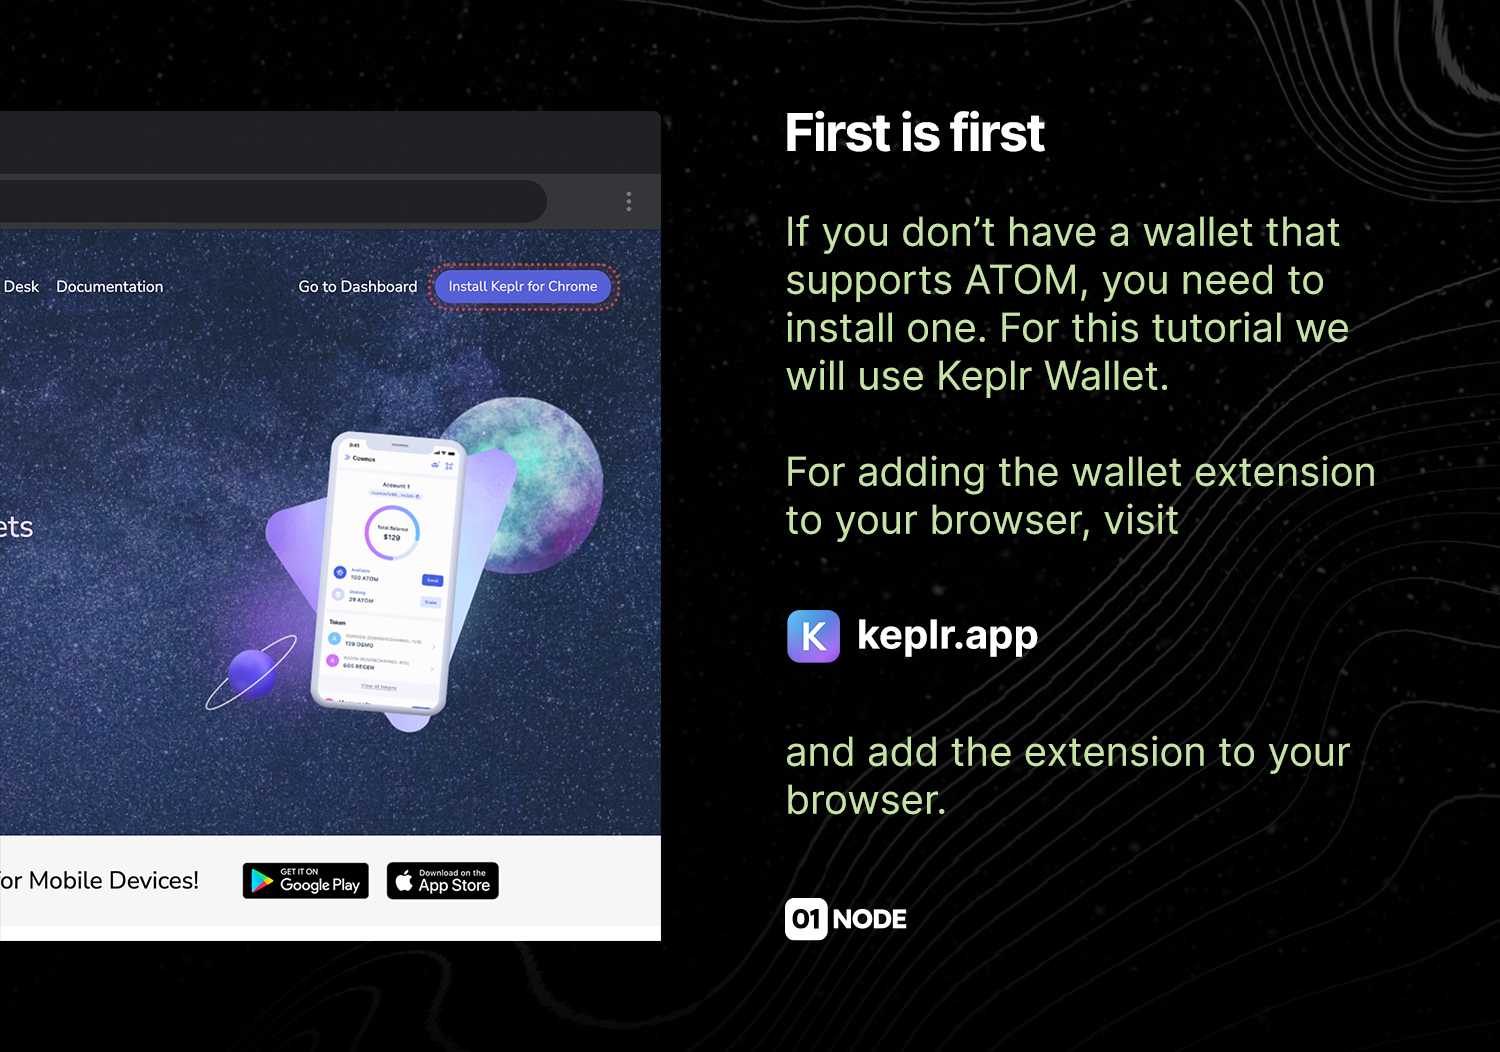 Desk Documentation Go to Dashboard Install Keplr for Chrome
ets
9:41
Cosmos
Account 1
Total Balance
$129
Available
100 ATOM
Send
Staking
29 ATOM
Stake
Token
129 OSMO
605 REGEN
View all tokens
for Mobile Devices!
GET IT ON
Google Play
Download on the
App Store
First is first
If you don’t have a wallet that
supports ATOM, you need to
install one. For this tutorial we
will use Keplr Wallet.
For adding the wallet extension
to your browser, visit
K keplr.app
and add the extension to your
browser.
01 NODE